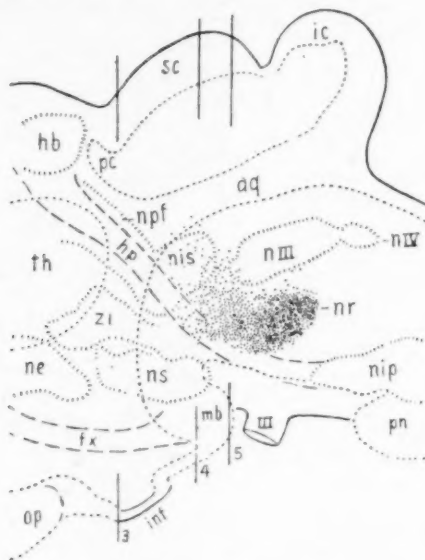 ic
sc
hb
pc
aq
npf
hp
nis
nIII
nIV
th
zi
nr
ne
ns
nip
mb
III
pn
fx
4
5
op
inf
3